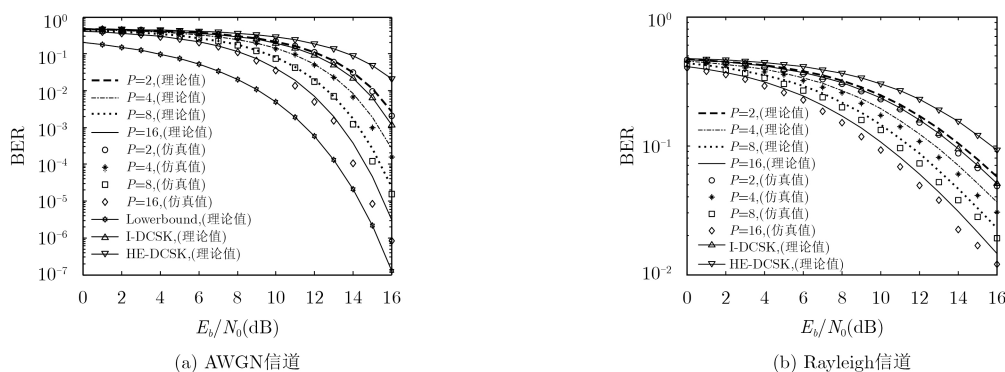 10^0
10^-1
10^-2
10^-3
10^-4
10^-5
10^-6
10^-7
BER
P=2,(理论值)
P=4,(理论值)
P=8,(理论值)
P=16,(理论值)
P=2,(仿真值)
P=4,(仿真值)
P=8,(仿真值)
P=16,(仿真值)
Lowerbound,(理论值)
I-DCSK,(理论值)
HE-DCSK,(理论值)
0 2 4 6 8 10 12 14 16
E_b/N_0(dB)
(a) AWGN信道
10^0
10^-1
10^-2
BER
P=2,(理论值)
P=4,(理论值)
P=8,(理论值)
P=16,(理论值)
P=2,(仿真值)
P=4,(仿真值)
P=8,(仿真值)
P=16,(仿真值)
I-DCSK,(理论值)
HE-DCSK,(理论值)
0 2 4 6 8 10 12 14 16
E_b/N_0(dB)
(b) Rayleigh信道